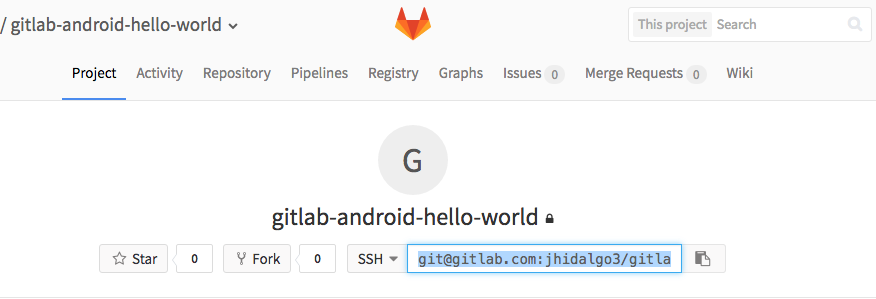 / gitlab-android-hello-world
This project Search
Project Activity Repository Pipelines Registry Graphs Issues 0 Merge Requests 0 Wiki
G
gitlab-android-hello-world
Star 0 Fork 0 SSH git@gitlab.com:jhidalgo3/gitla